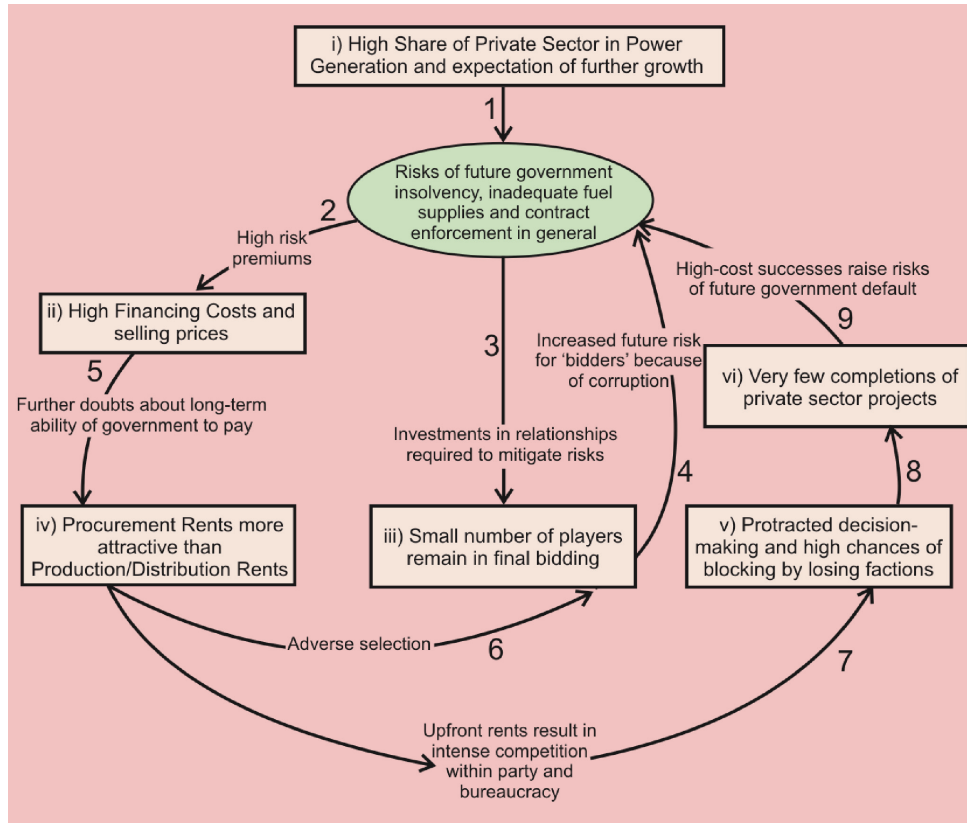 i) High Share of Private Sector in Power
Generation and expectation of further growth
1
Risks of future government
insolvency, inadequate fuel
supplies and contract
enforcement in general
2
High risk
premiums
ii) High Financing Costs and
selling prices
3
Increased future risk
for ‘bidders’ because
of corruption
4
High-cost successes raise risks
of future government default
9
vi) Very few completions of
private sector projects
5
Further doubts about long-term
ability of government to pay
Investments in relationships
required to mitigate risks
8
iv) Procurement Rents more
attractive than
Production/Distribution Rents
iii) Small number of players
remain in final bidding
v) Protracted decision-
making and high chances of
blocking by losing factions
Adverse selection
6
7
Upfront rents result in
intense competition
within party and
bureaucracy